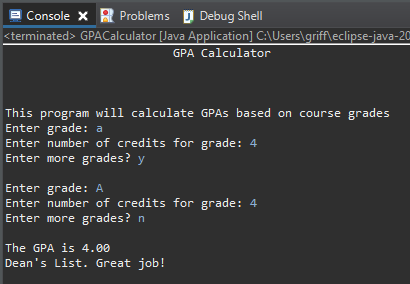 Console Problems Debug Shell
<terminated> GPACalculator [Java Application] C:\Users\griff\eclipse-java-20
GPA Calculator
This program will calculate GPAs based on course grades
Enter grade: a
Enter number of credits for grade: 4
Enter more grades? y
Enter grade: A
Enter number of credits for grade: 4
Enter more grades? n
The GPA is 4.00
Dean's List. Great job!